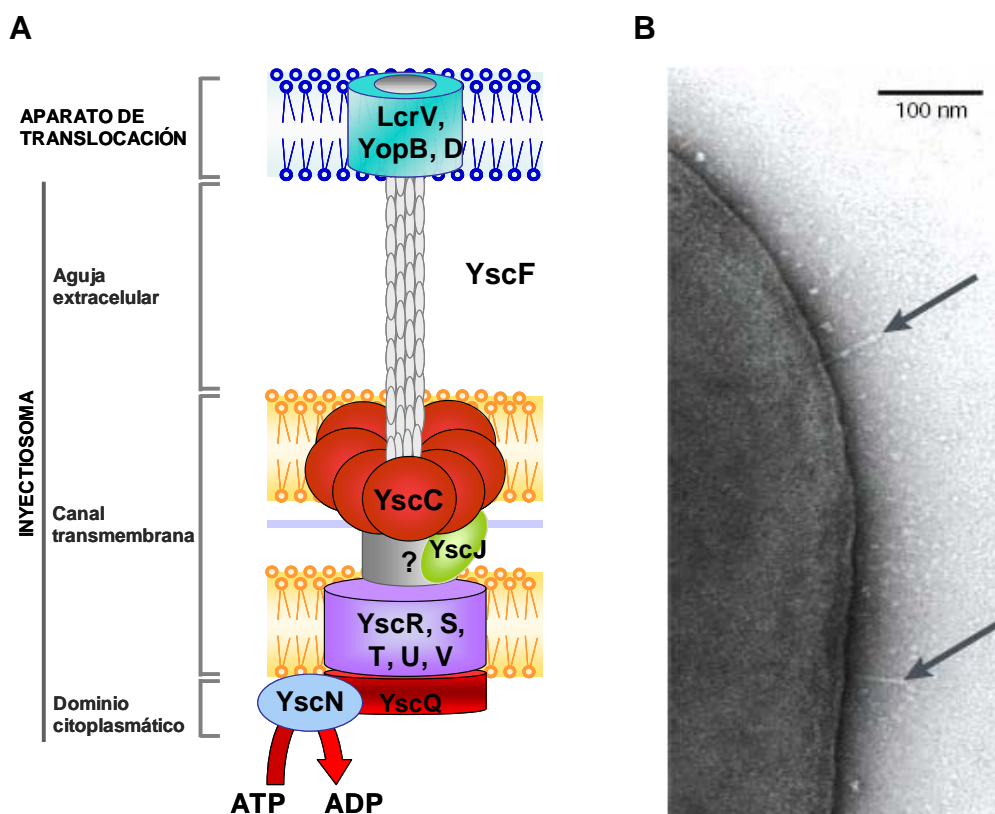 A
APARATO DE
TRANSLOCACIÓN
LcrV,
YopB, D
Aguja
extracelular
YscF
INYECTIOSOMA
Canal
transmembrana
YscC
?
YscJ
YscR, S,
T, U, V
Dominio
citoplasmático
YscN
YscQ
ATP
ADP
B
100 nm